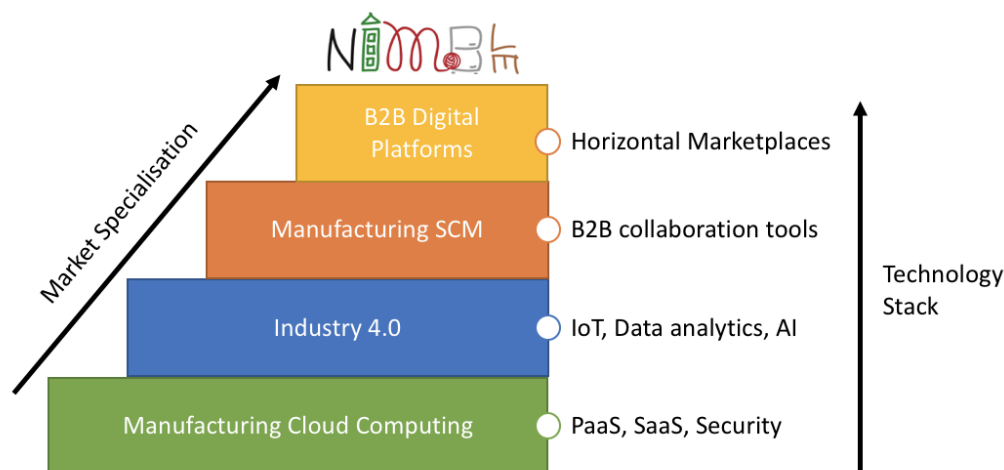 NIMBLE
B2B Digital
Platforms
Horizontal Marketplaces
Manufacturing SCM
B2B collaboration tools
Market Specialisation
Technology
Stack
Industry 4.0
IoT, Data analytics, AI
Manufacturing Cloud Computing
PaaS, SaaS, Security